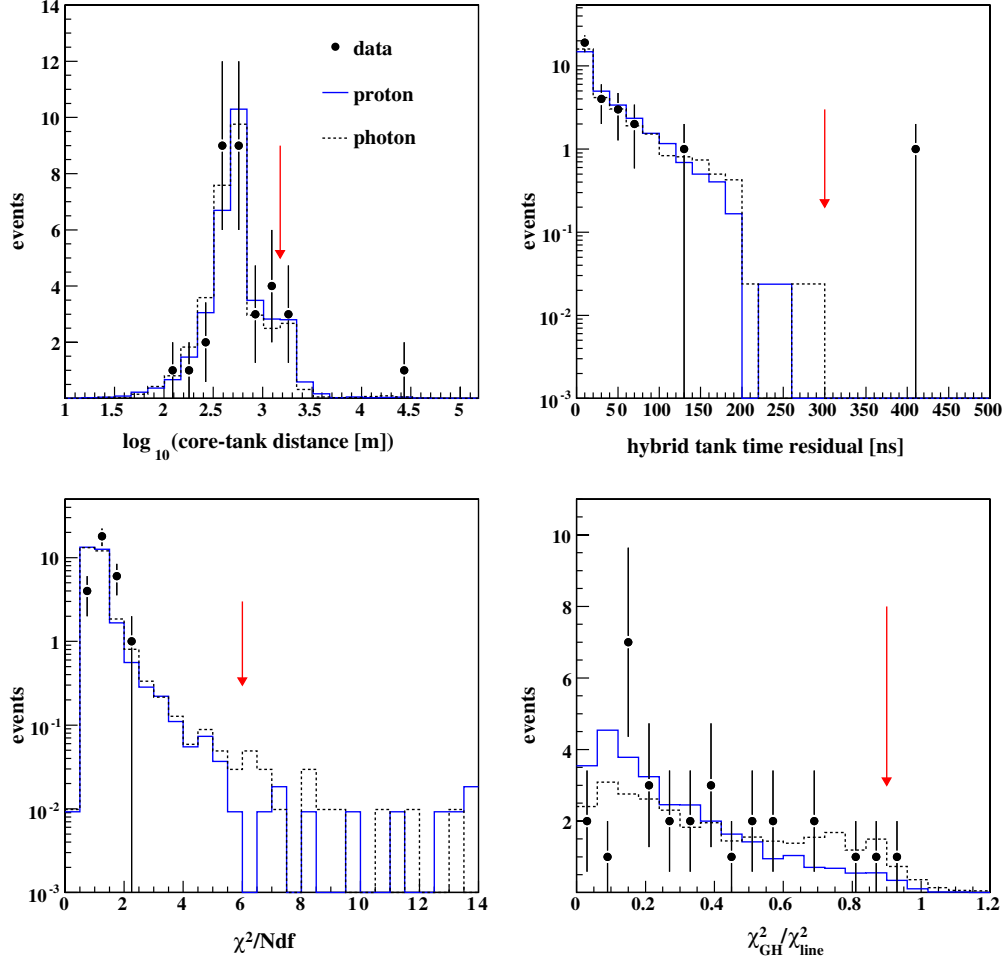 events
14
12
10
8
6
4
2
data
proton
photon
1 1.5 2 2.5 3 3.5 4 4.5 5
log10(core-tank distance [m])
events
10
1
10-1
10-2
10-3
0 50 100 150 200 250 300 350 400 450 500
hybrid tank time residual [ns]
events
10
1
10-1
10-2
10-3
0 2 4 6 8 10 12 14
χ2/Ndf
events
10
8
6
4
2
0
0 0.2 0.4 0.6 0.8 1 1.2
χ2GH/χ2line